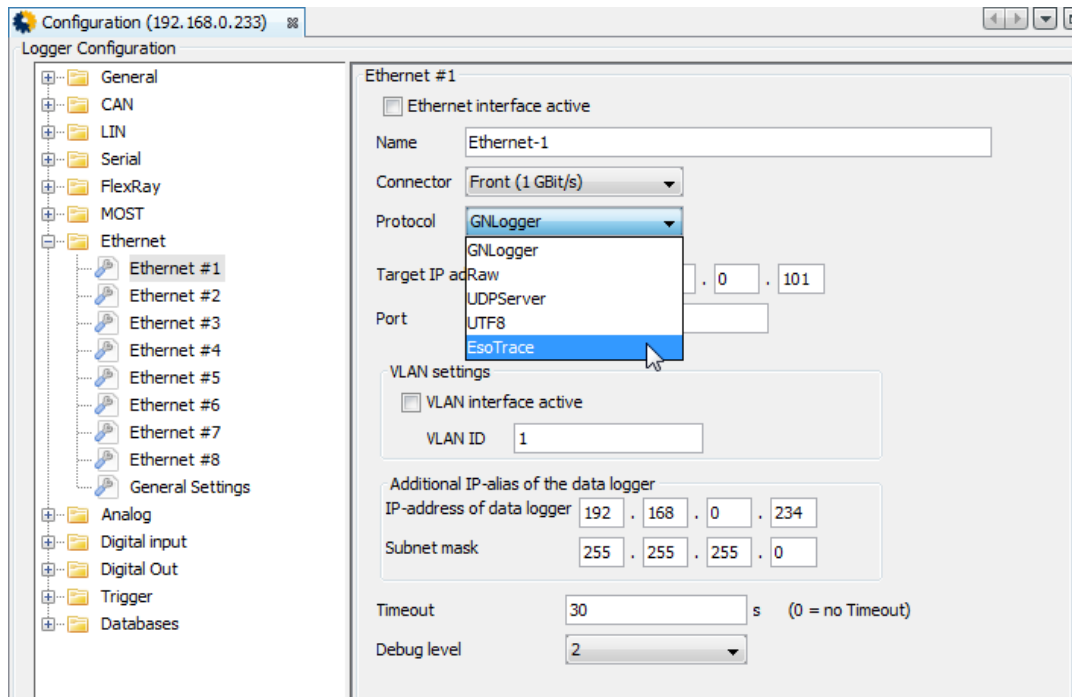 Configuration (192.168.0.233)
Logger Configuration
General
CAN
LIN
Serial
FlexRay
MOST
Ethernet
Ethernet #1
Ethernet #2
Ethernet #3
Ethernet #4
Ethernet #5
Ethernet #6
Ethernet #7
Ethernet #8
General Settings
Analog
Digital input
Digital Out
Trigger
Databases
Ethernet #1
Ethernet interface active
Name Ethernet-1
Connector Front (1 GBit/s)
Protocol GNLogger
GNLogger
Raw
UDPServer
UTF8
EsoTrace
Target IP . 0 . 101
Port
VLAN settings
VLAN interface active
VLAN ID 1
Additional IP-alias of the data logger
IP-address of data logger 192 . 168 . 0 . 234
Subnet mask 255 . 255 . 255 . 0
Timeout 30 s (0 = no Timeout)
Debug level 2